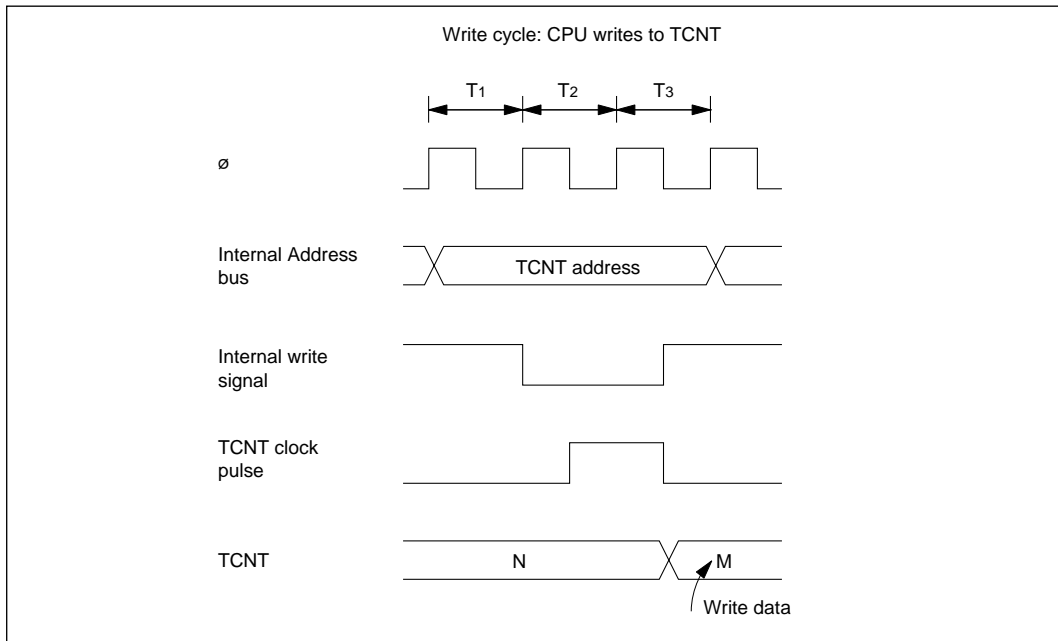 Write cycle: CPU writes to TCNT
T1 T2 T3
ø
Internal Address
bus
TCNT address
Internal write
signal
TCNT clock
pulse
TCNT
N
M
Write data